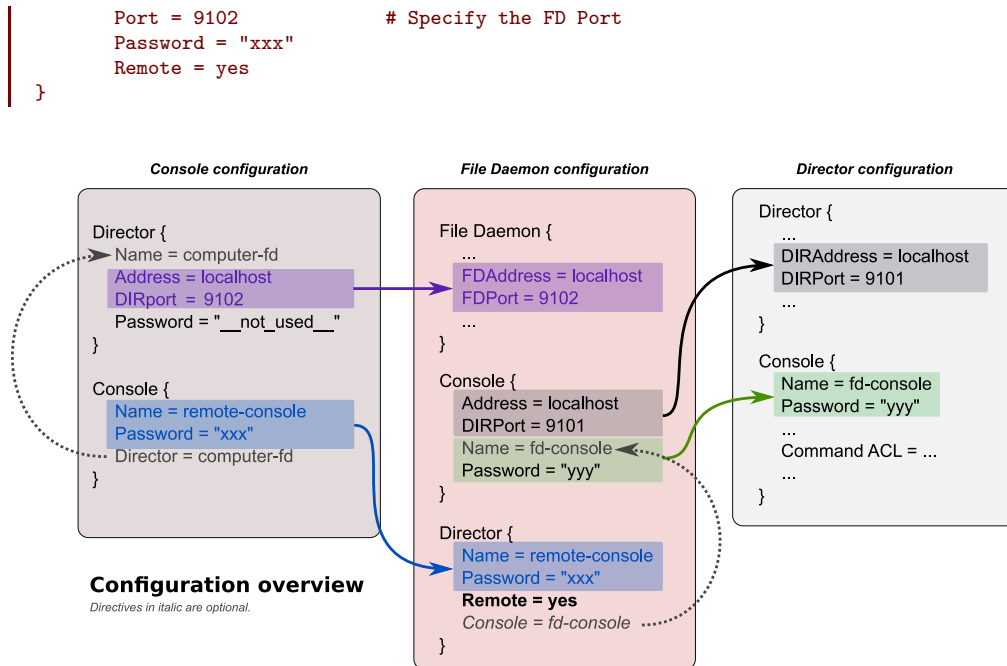 Port = 9102 # Specify the FD Port
Password = "xxx"
Remote = yes
}
Console configuration
Director {
Name = computer-fd
Address = localhost
DIRport = 9102
Password = "__not_used__"
}
Console {
Name = remote-console
Password = "xxx"
Director = computer-fd
}
Configuration overview
Directives in italic are optional.
File Daemon configuration
File Daemon {
...
FDAddress = localhost
FDPort = 9102
...
}
Console {
Address = localhost
DIRPort = 9101
Name = fd-console
Password = "yyy"
}
Director {
Name = remote-console
Password = "xxx"
Remote = yes
Console = fd-console
}
Director configuration
Director {
...
DIRAddress = localhost
DIRPort = 9101
...
}
Console {
Name = fd-console
Password = "yyy"
...
Command ACL = ...
...
}